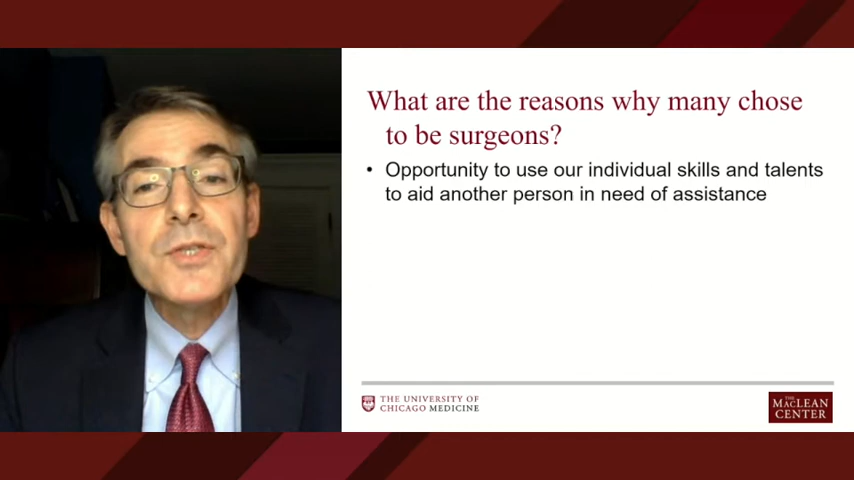 What are the reasons why many chose
to be surgeons?
• Opportunity to use our individual skills and talents
to aid another person in need of assistance
THE UNIVERSITY OF
CHICAGO MEDICINE
THE
MACLEAN
CENTER